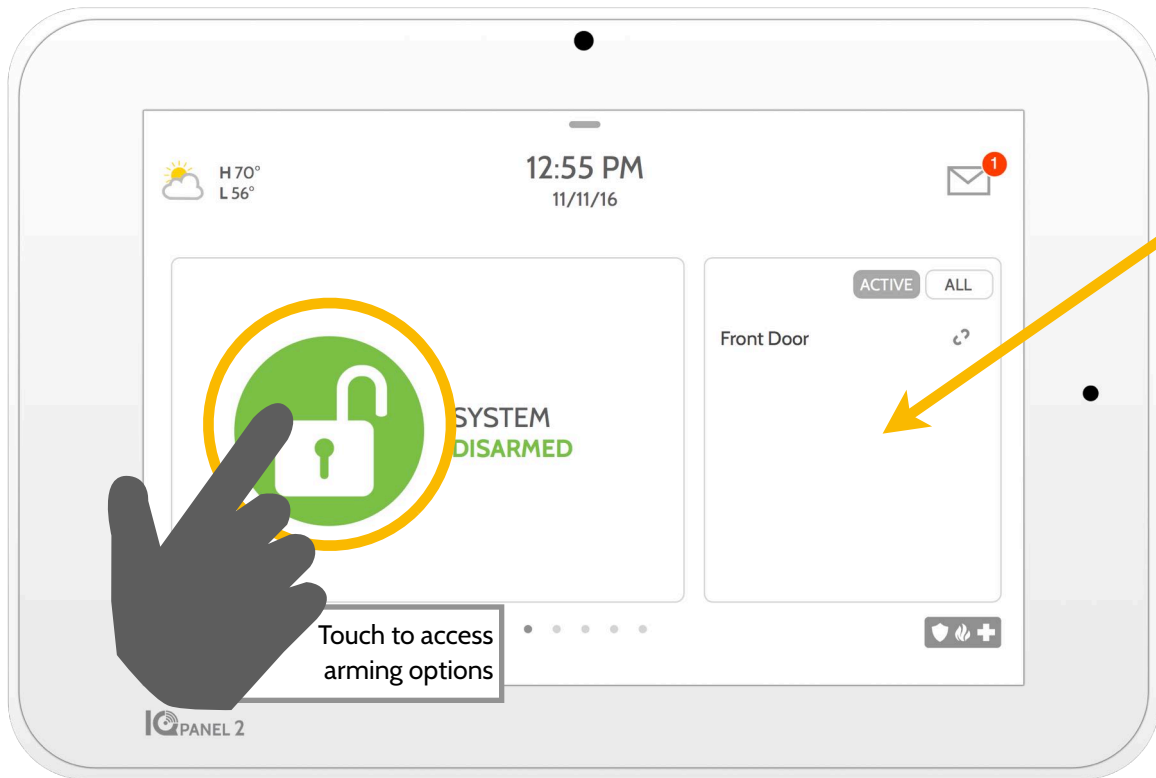 H 70°
L 56°
12:55 PM
11/11/16
1
ACTIVE
ALL
Front Door
SYSTEM
DISARMED
Touch to access
arming options
IQ PANEL 2